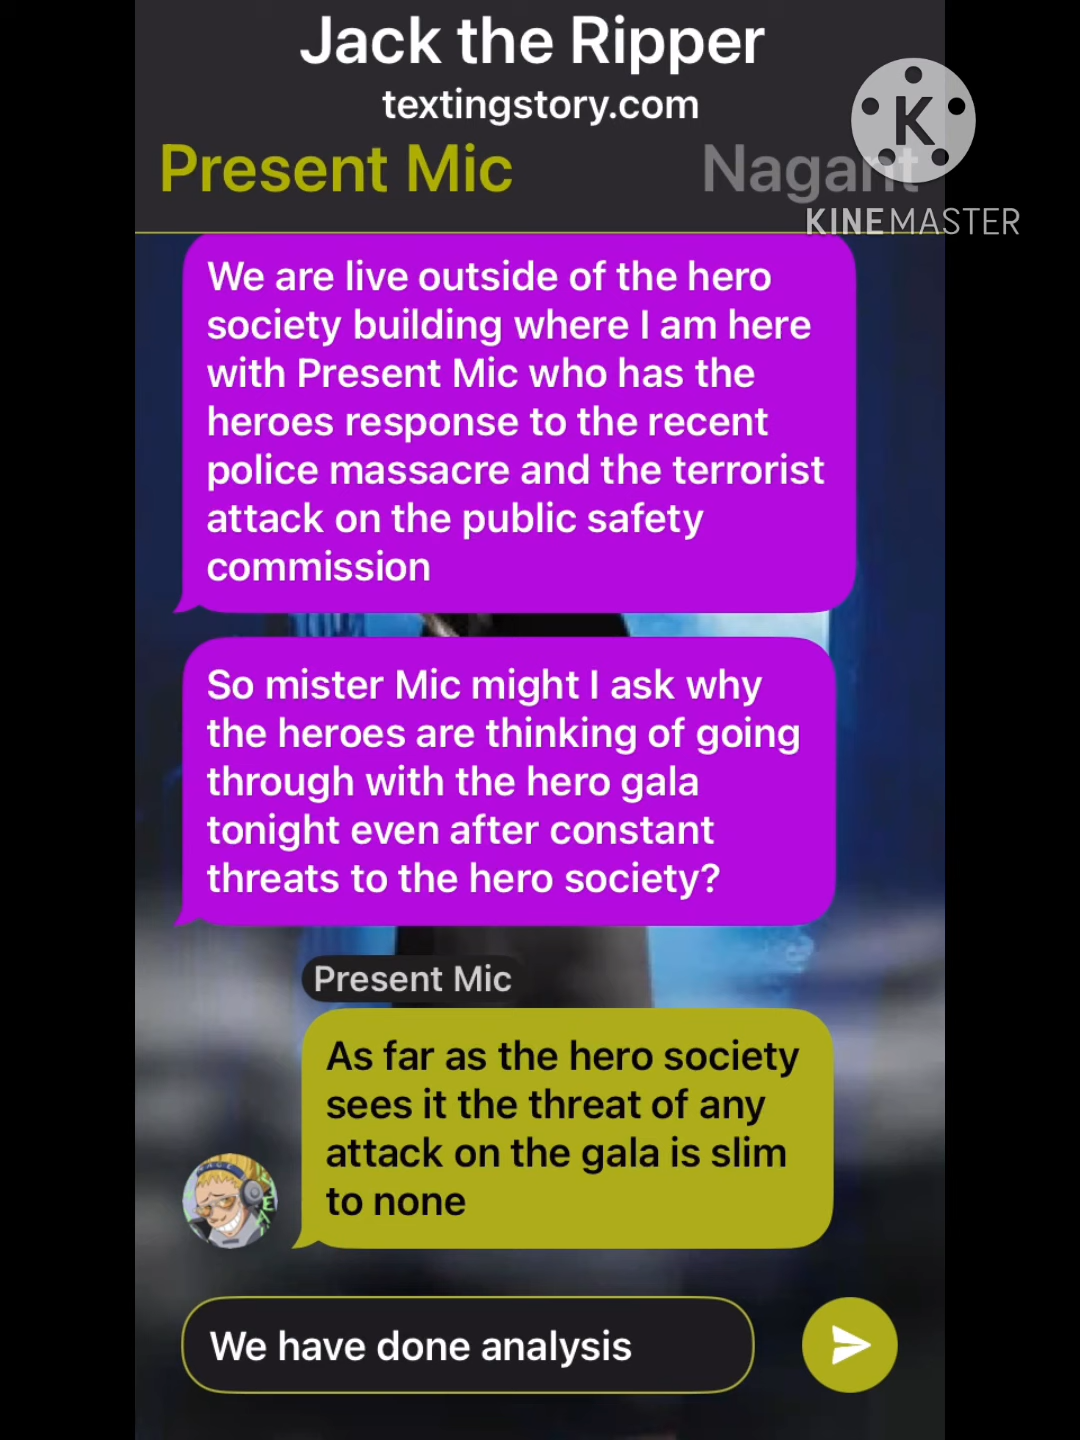 Jack the Ripper
textingstory.com
Present Mic
Nagant
K
KINEMASTER
We are live outside of the hero
society building where I am here
with Present Mic who has the
heroes response to the recent
police massacre and the terrorist
attack on the public safety
commission
So mister Mic might I ask why
the heroes are thinking of going
through with the hero gala
tonight even after constant
threats to the hero society?
Present Mic
As far as the hero society
sees it the threat of any
attack on the gala is slim
to none
We have done analysis